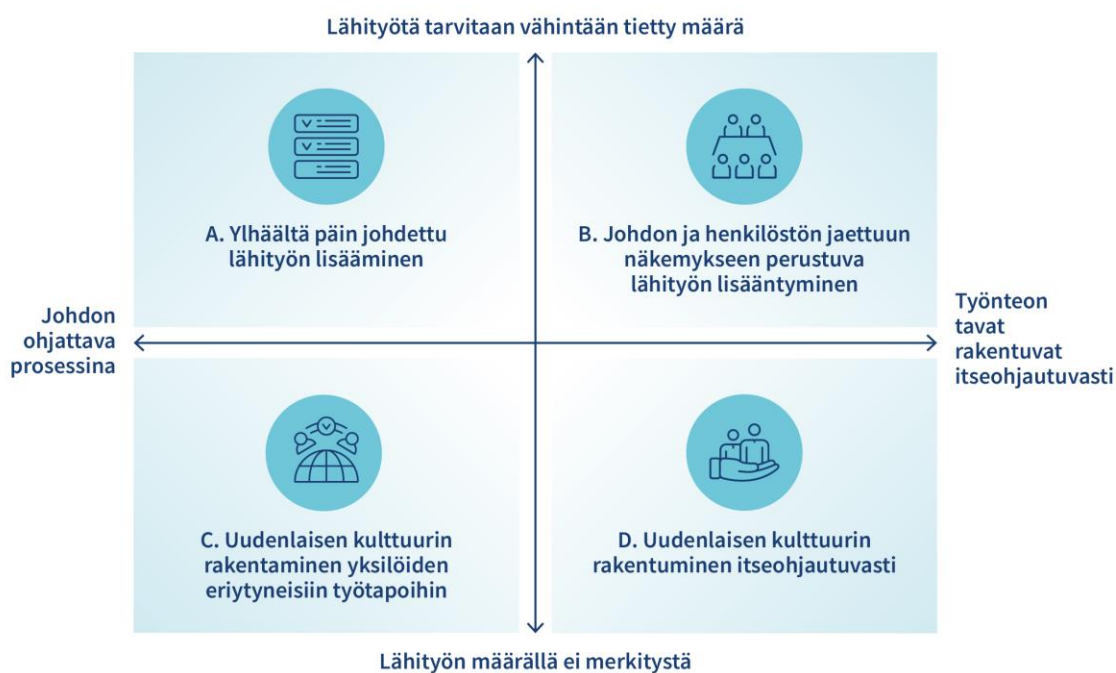 Lähityötä tarvitaan vähintään tietty määrä
A. Ylhäältä päin johdettu
lähityön lisääminen
B. Johdon ja henkilöstön jaettuun
näkemykseen perustuva
lähityön lisääntyminen
Johdon
ohjattava
prosessina
Työnteon
tavat
rakentuvat
itseohjautuvasti
C. Uudenlaisen kulttuurin
rakentaminen yksilöiden
eriytyneisiin työtapoihin
D. Uudenlaisen kulttuurin
rakentuminen itseohjautuvasti
Lähityön määrällä ei merkitystä